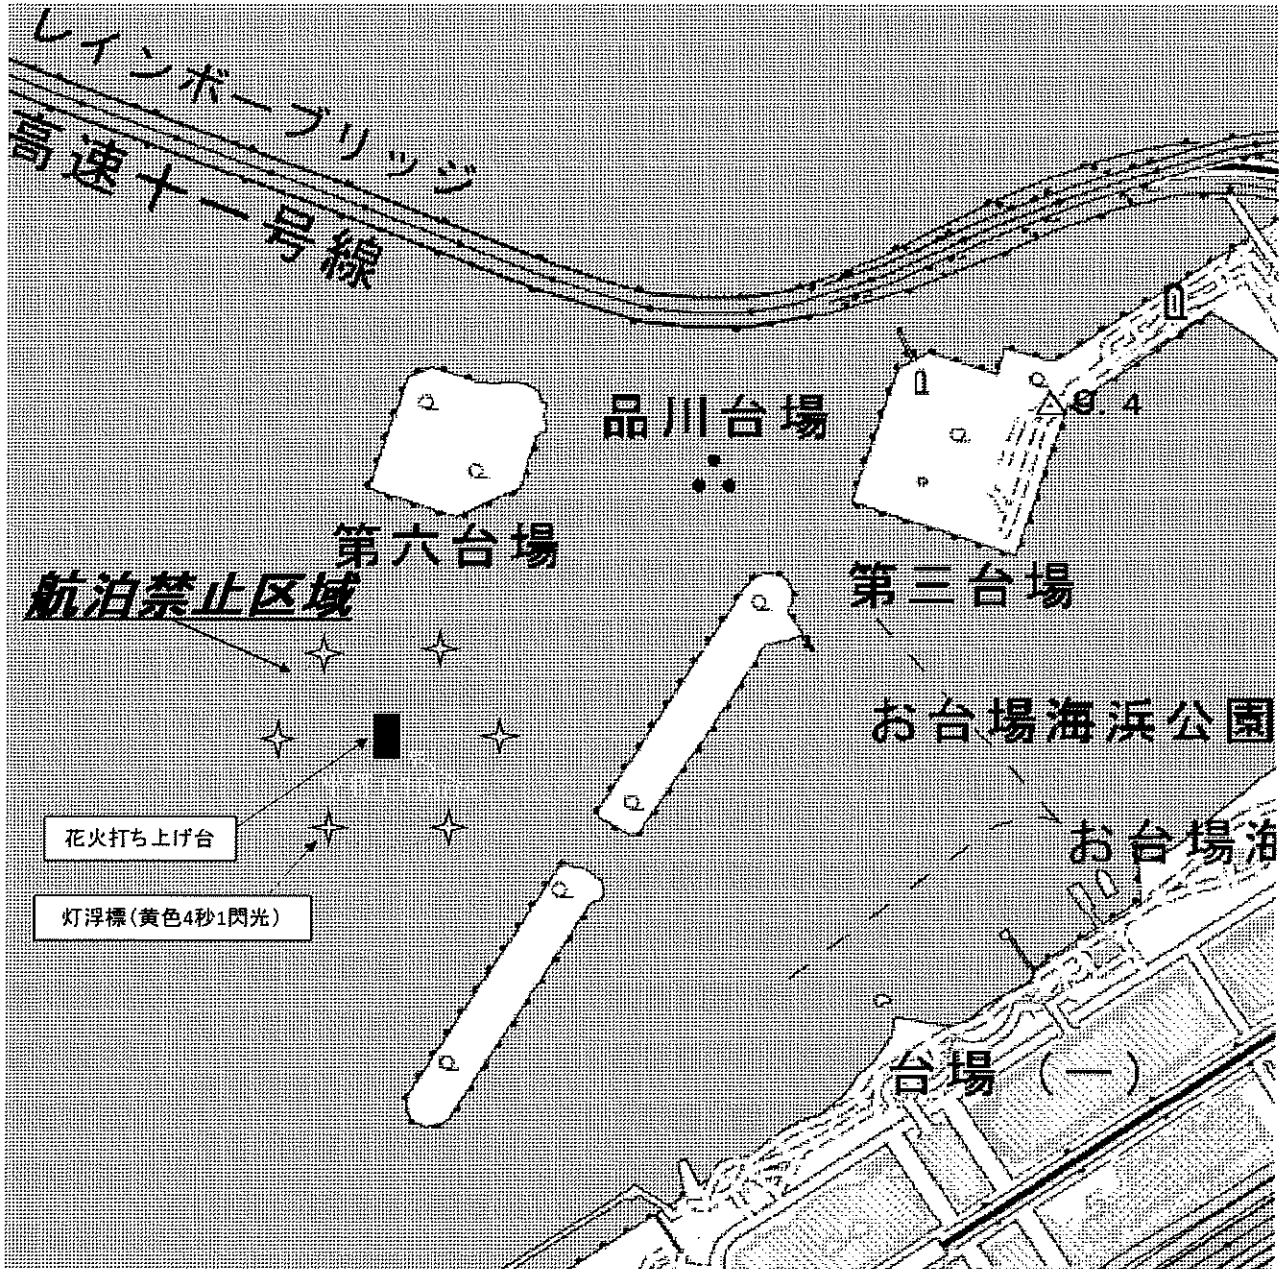 レインボーブリッジ
高速十一号線
品川台場
9.4
第六台場
第三台場
航泊禁止区域
お台場海浜公園
花火打ち上げ台
お台場海
灯浮標(黄色4秒1閃光)
台場(一)